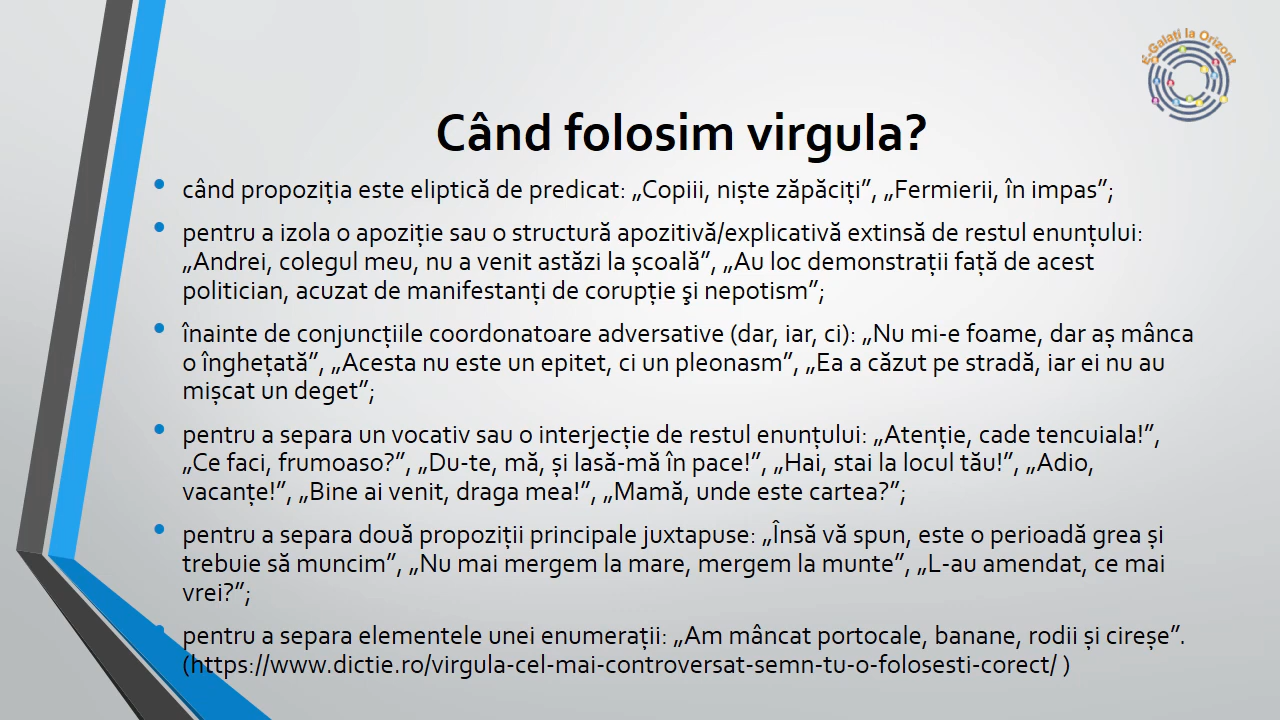 E-Galați la Orizont
Când folosim virgula?
• când propoziția este eliptică de predicat: „Copiii, niște zăpăciți”, „Fermierii, în impas”;
• pentru a izola o apoziție sau o structură apozitivă/explicativă extinsă de restul enunțului:
„Andrei, colegul meu, nu a venit astăzi la școală”, „Au loc demonstrații față de acest
politician, acuzat de manifestanți de corupție şi nepotism”;
• înainte de conjuncțiile coordonatoare adversative (dar, iar, ci): „Nu mi-e foame, dar aș mânca
o înghețată”, „Acesta nu este un epitet, ci un pleonasm”, „Ea a căzut pe stradă, iar ei nu au
mișcat un deget”;
• pentru a separa un vocativ sau o interjecție de restul enunțului: „Atenție, cade tencuiala!”,
„Ce faci, frumoaso?”, „Du-te, mă, și lasă-mă în pace!”, „Hai, stai la locul tău!”, „Adio,
vacanțe!”, „Bine ai venit, draga mea!”, „Mamă, unde este cartea?”;
• pentru a separa două propoziții principale juxtapuse: „Însă vă spun, este o perioadă grea și
trebuie să muncim”, „Nu mai mergem la mare, mergem la munte”, „L-au amendat, ce mai
vrei?”;
• pentru a separa elementele unei enumerații: „Am mâncat portocale, banane, rodii și cireșe”.
(https://www.dictie.ro/virgula-cel-mai-controversat-semn-tu-o-folosesti-corect/ )